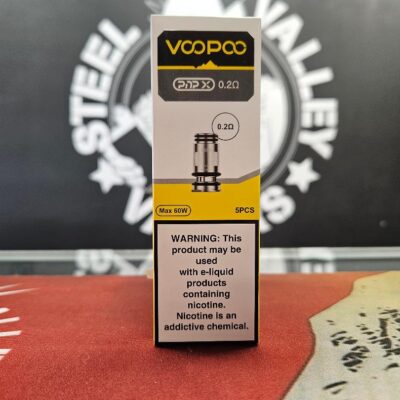 VOOPOO
PNP X 0.2Ω
0.2Ω
Max 60W
5PCS
WARNING: This
product may be
used
with e-liquid
products
containing
nicotine.
Nicotine is an
addictive chemical.
STEEL
VALLEY